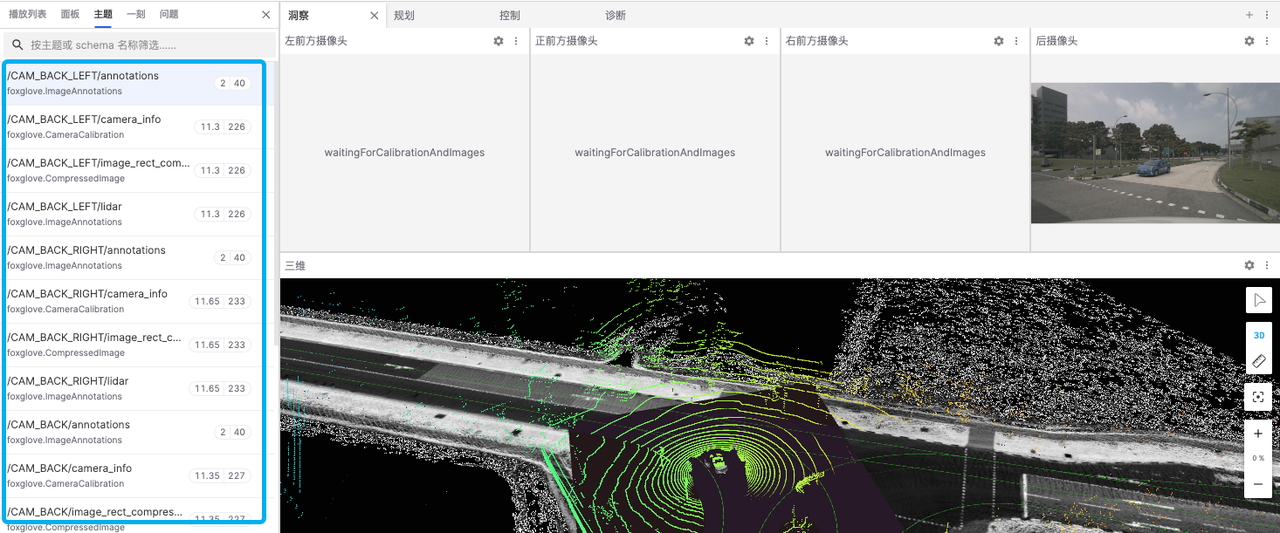 播放列表 面板 主题 一刻 问题
按主题或 schema 名称筛选......
/CAM_BACK_LEFT/annotations
foxglove.ImageAnnotations
2 40
/CAM_BACK_LEFT/camera_info
foxglove.CameraCalibration
11.3 226
/CAM_BACK_LEFT/image_rect_com...
foxglove.CompressedImage
11.3 226
/CAM_BACK_LEFT/lidar
foxglove.ImageAnnotations
11.3 226
/CAM_BACK_RIGHT/annotations
foxglove.ImageAnnotations
2 40
/CAM_BACK_RIGHT/camera_info
foxglove.CameraCalibration
11.65 233
/CAM_BACK_RIGHT/image_rect_c...
foxglove.CompressedImage
11.65 233
/CAM_BACK_RIGHT/lidar
foxglove.ImageAnnotations
11.65 233
/CAM_BACK/annotations
foxglove.ImageAnnotations
2 40
/CAM_BACK/camera_info
foxglove.CameraCalibration
11.35 227
/CAM_BACK/image_rect_compres...
foxglove.CompressedImage
11.35 227
洞察 规划 控制 诊断
左前方摄像头
waitingForCalibrationAndImages
正前方摄像头
waitingForCalibrationAndImages
右前方摄像头
waitingForCalibrationAndImages
后摄像头
三维
3D
0 %